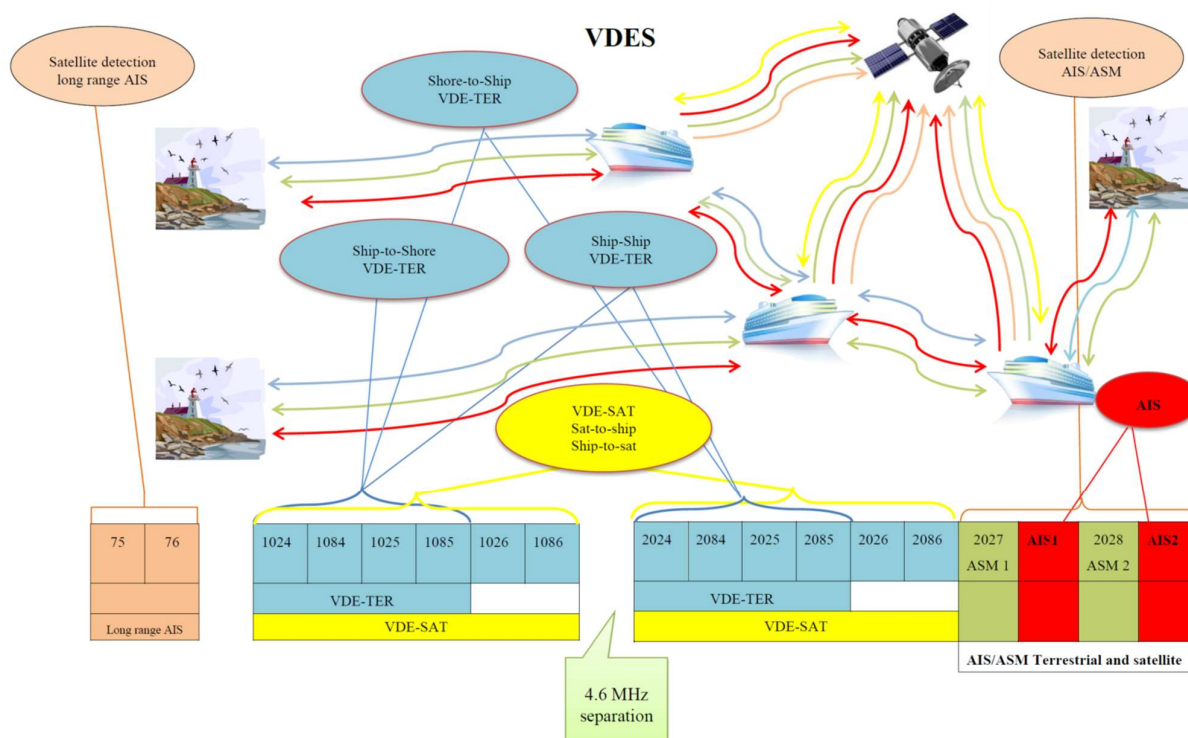 VDES
Satellite detection
long range AIS
Shore-to-Ship
VDE-TER
Satellite detection
AIS/ASM
Ship-to-Shore
VDE-TER
Ship-Ship
VDE-TER
VDE-SAT
Sat-to-ship
Ship-to-sat
AIS
75 76
Long range AIS
1024 1084 1025 1085 1026 1086
VDE-TER
VDE-SAT
2024 2084 2025 2085 2026 2086
VDE-TER
VDE-SAT
2027 AIS1 2028 AIS2
ASM 1 ASM 2
AIS/ASM Terrestrial and satellite
4.6 MHz
separation